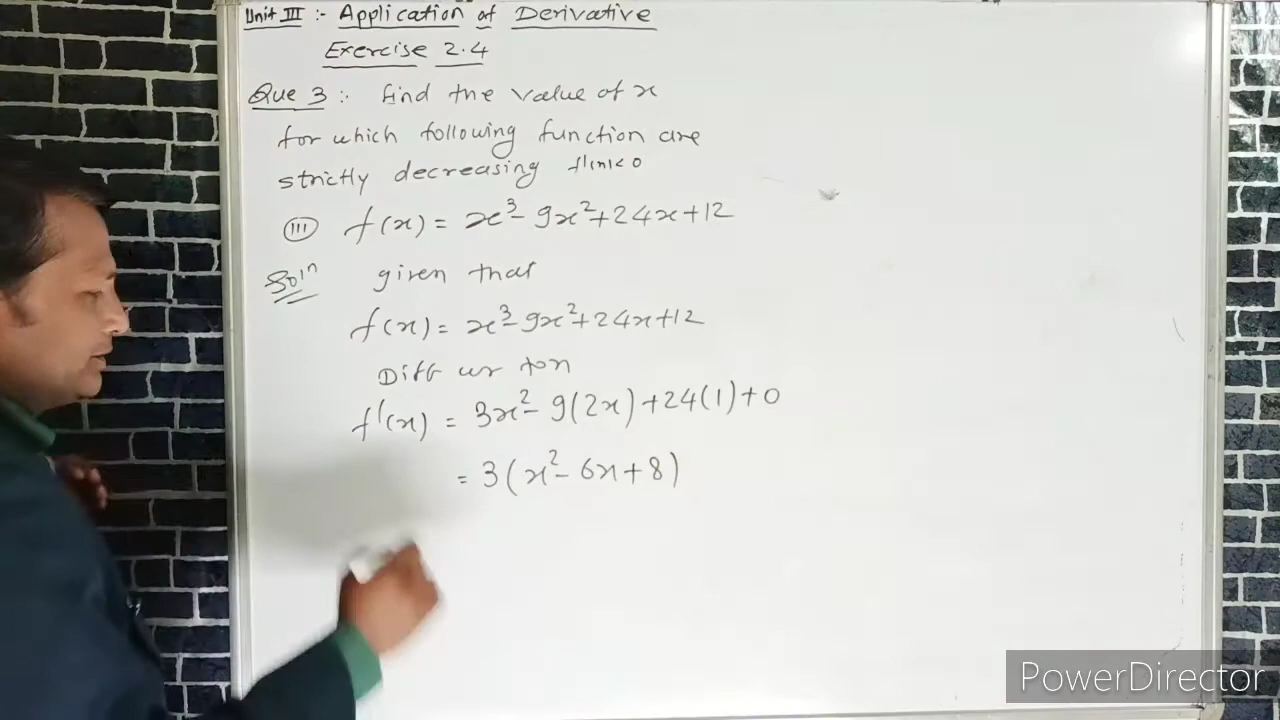 Unit III :- Application of Derivative
Exercise 2.4
Que 3 :- Find the value of x
for which following function are
strictly decreasing f'(x)<0
(III) f(x) = x³- 9x²+24x+12
Soln given that
f(x) = x³- 9x²+24x+12
Diff w r to x
f'(x) = 3x²- 9(2x)+24(1)+0
= 3(x²- 6x+8)
PowerDirector